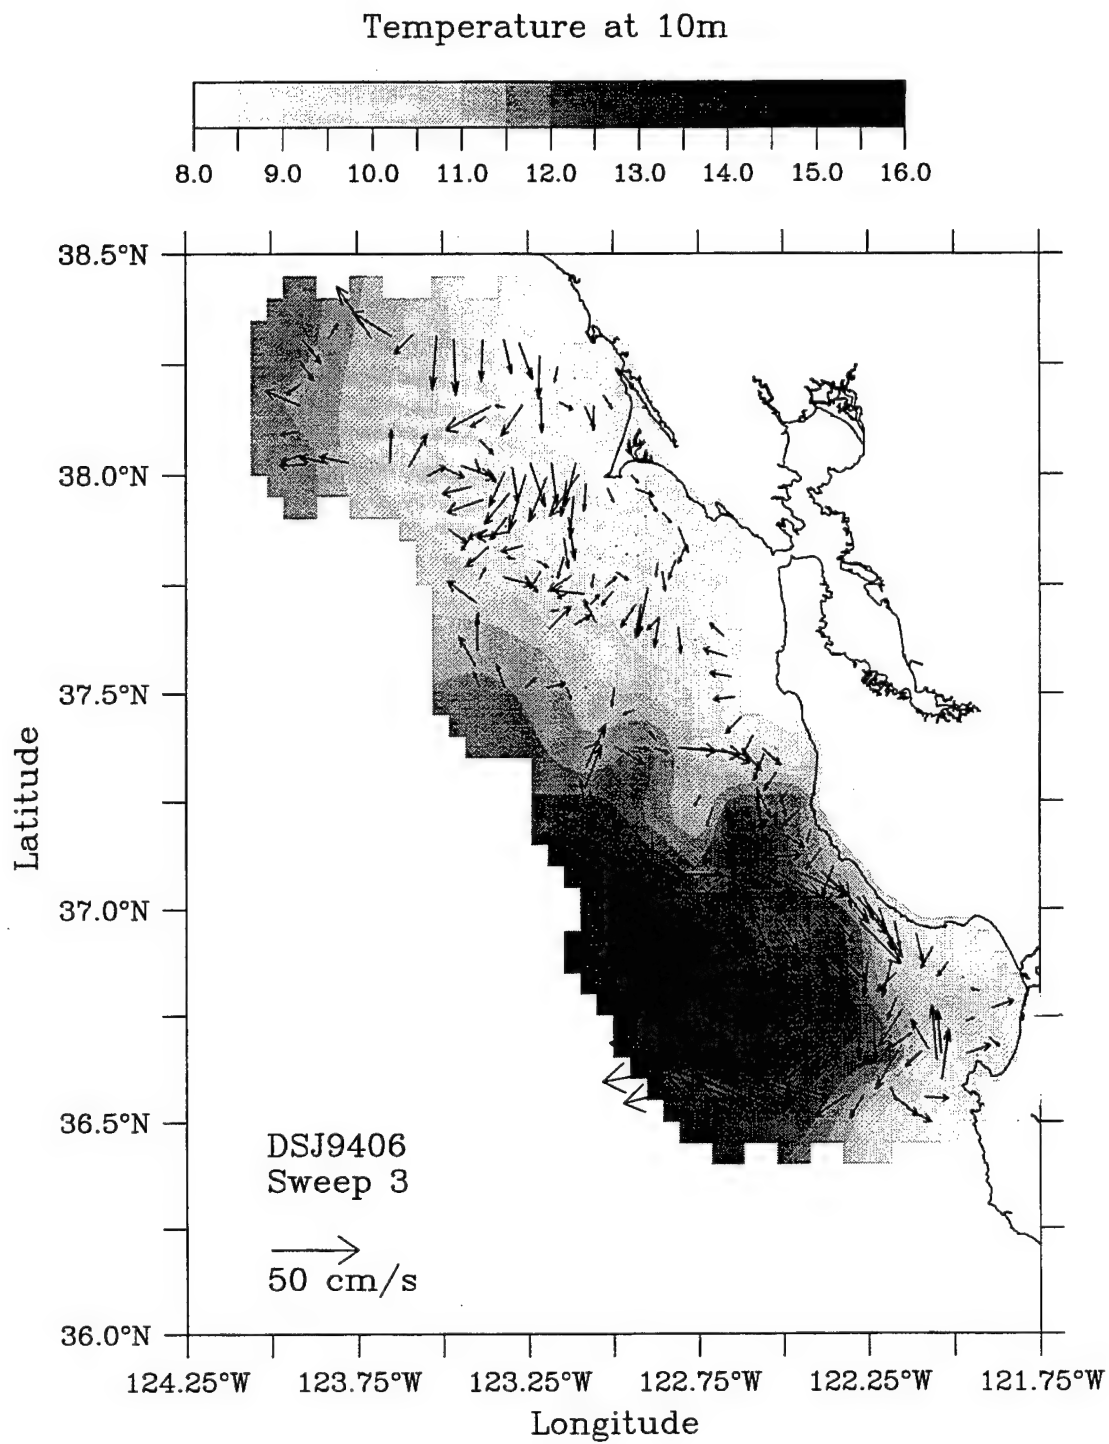 Temperature at 10m
8.0 9.0 10.0 11.0 12.0 13.0 14.0 15.0 16.0
38.5°N
38.0°N
37.5°N
37.0°N
36.5°N
36.0°N
Latitude
DSJ9406
Sweep 3
50 cm/s
124.25°W 123.75°W 123.25°W 122.75°W 122.25°W 121.75°W
Longitude